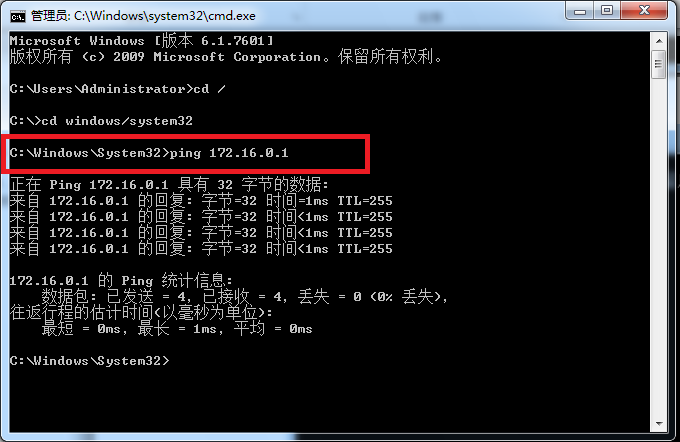 管理员: C:\Windows\system32\cmd.exe
Microsoft Windows [版本 6.1.7601]
版权所有 (c) 2009 Microsoft Corporation。保留所有权利。
C:\Users\Administrator>cd /
C:\>cd windows/system32
C:\Windows\System32>ping 172.16.0.1
正在 Ping 172.16.0.1 具有 32 字节的数据:
来自 172.16.0.1 的回复: 字节=32 时间=1ms TTL=255
来自 172.16.0.1 的回复: 字节=32 时间<1ms TTL=255
来自 172.16.0.1 的回复: 字节=32 时间<1ms TTL=255
来自 172.16.0.1 的回复: 字节=32 时间<1ms TTL=255
172.16.0.1 的 Ping 统计信息:
数据包: 已发送 = 4, 已接收 = 4, 丢失 = 0 (0% 丢失),
往返行程的估计时间(以毫秒为单位):
最短 = 0ms, 最长 = 1ms, 平均 = 0ms
C:\Windows\System32>